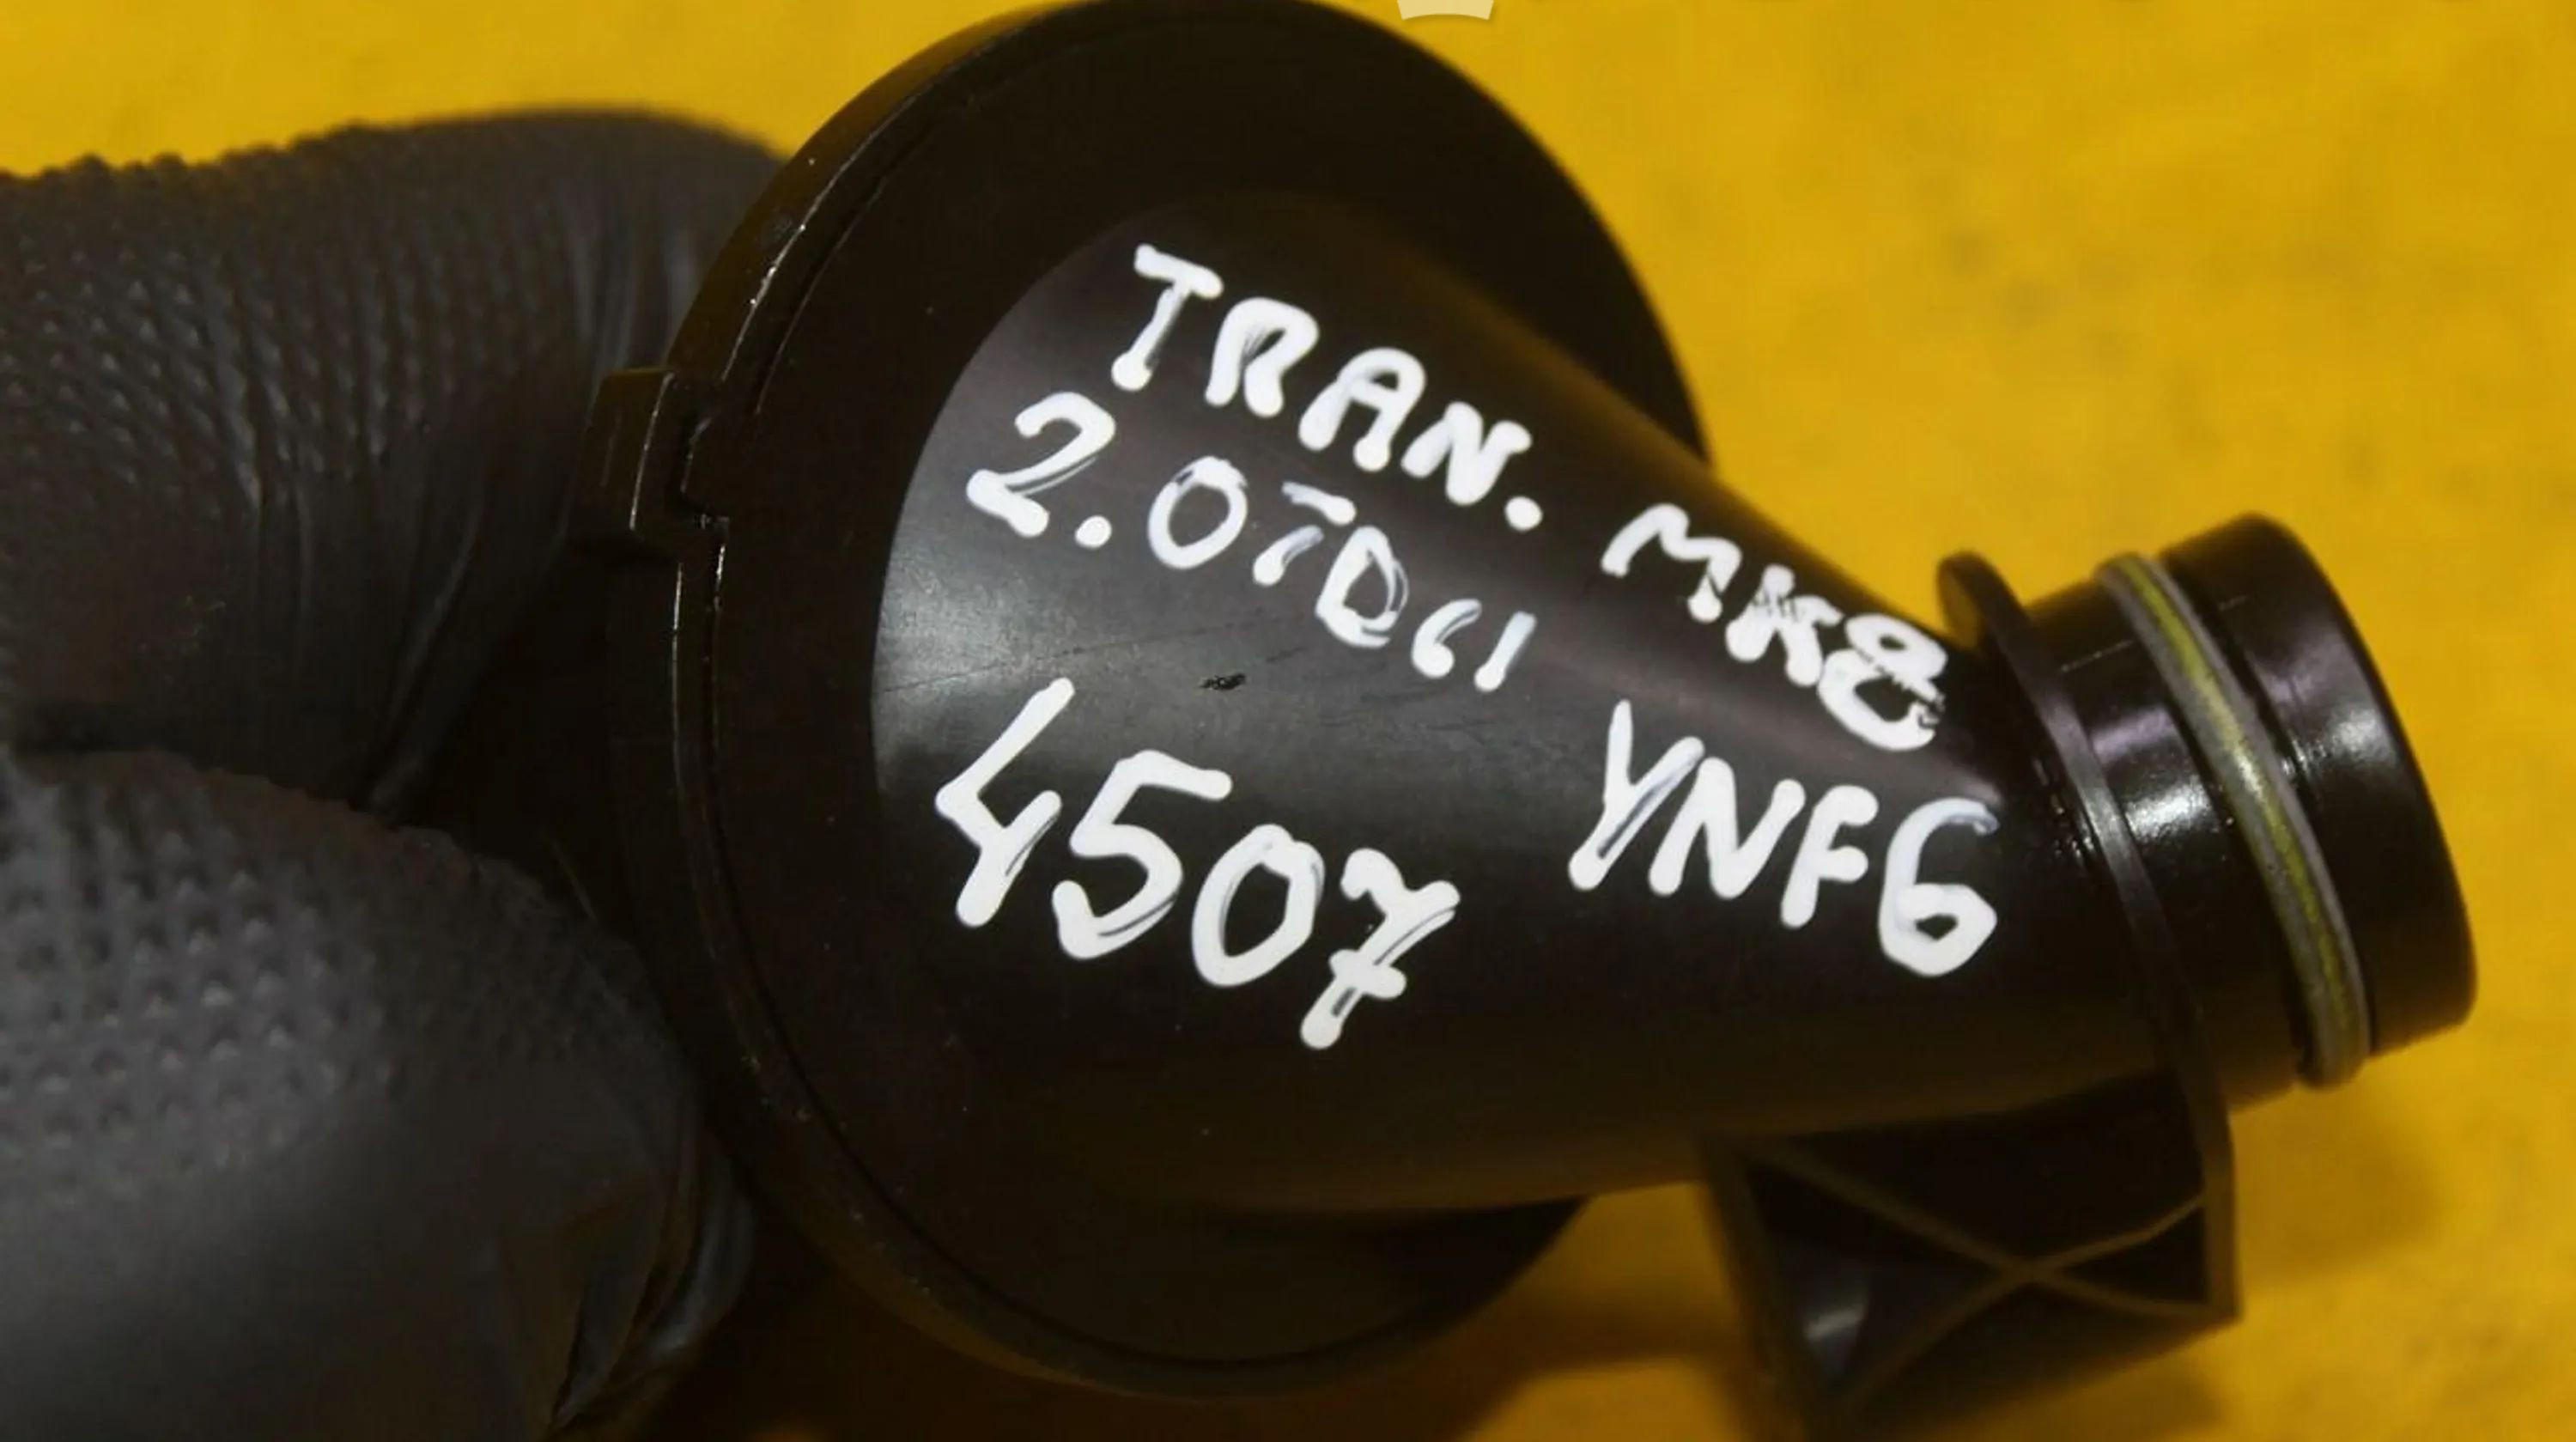 TRAN. MK8
2.0TDCI
YNF6
4507